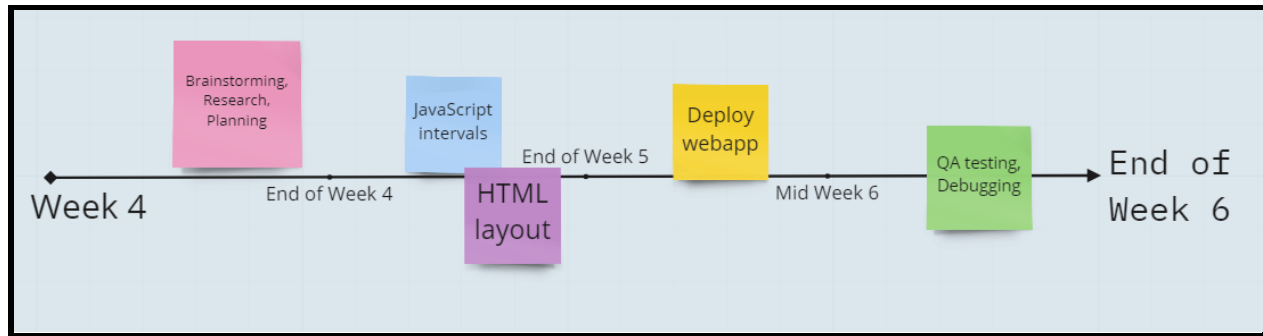 Brainstorming,
Research,
Planning
JavaScript
intervals
Deploy
webapp
End of Week 5
QA testing,
Debugging
End of
Week 6
Week 4
End of Week 4
HTML
layout
Mid Week 6